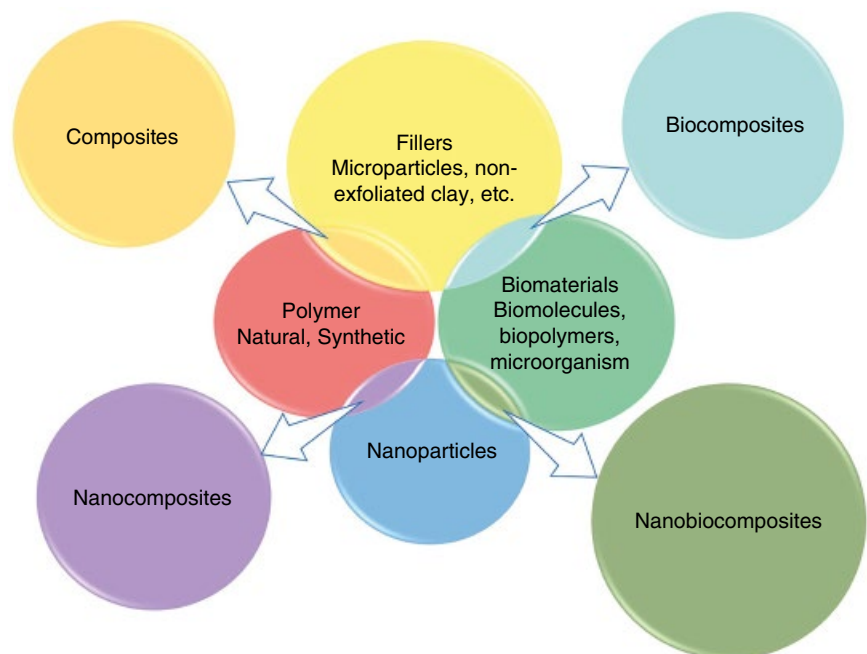 Composites
Fillers
Microparticles, non-
exfoliated clay, etc.
Biocomposites
Polymer
Natural, Synthetic
Biomaterials
Biomolecules,
biopolymers,
microorganism
Nanocomposites
Nanoparticles
Nanobiocomposites